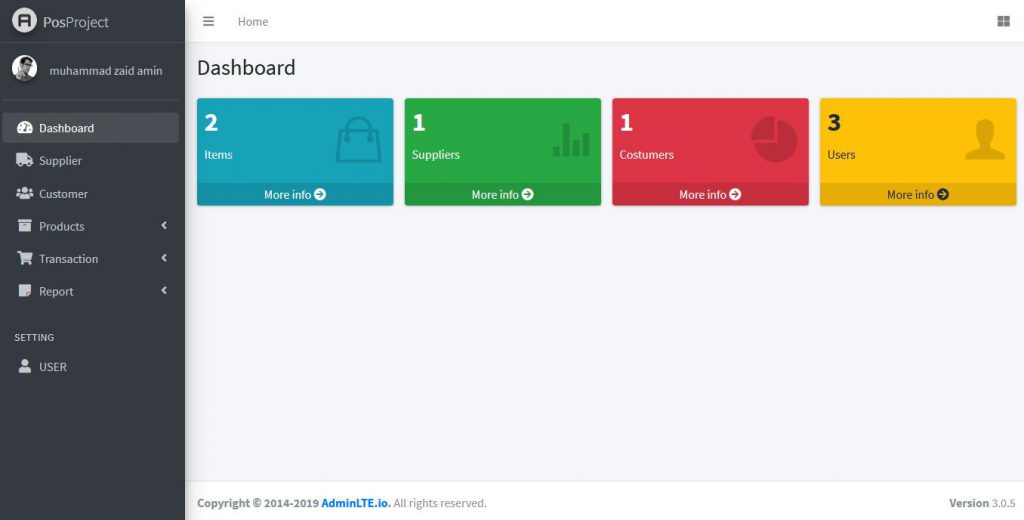 PosProject
muhammad zaid amin
Dashboard
Supplier
Customer
Products
Transaction
Report
SETTING
USER
Home
Dashboard
2
Items
More info
1
Suppliers
More info
1
Costumers
More info
3
Users
More info
Copyright © 2014-2019 AdminLTE.io. All rights reserved.
Version 3.0.5